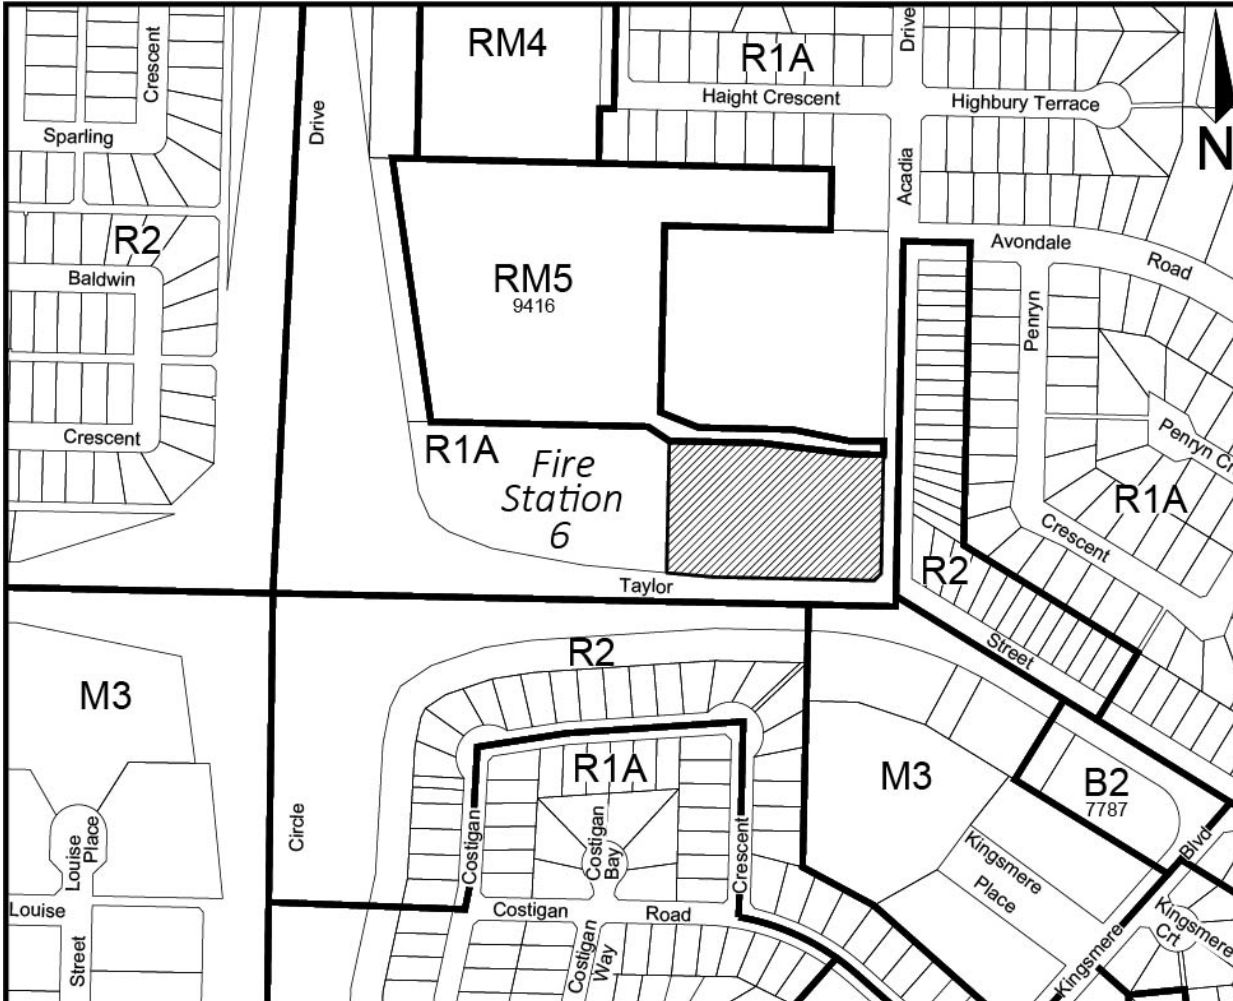 RM4
R1A
Drive
Crescent
Haight Crescent
Highbury Terrace
Drive
Sparling
N
Acadia
R2
Avondale
Road
Baldwin
RM5
9416
Penryn
Crescent
R1A
Fire
Station
6
Penryn Cr
R1A
Crescent
R2
Taylor
Street
R2
M3
R1A
M3
B2
7787
Circle
Costigan
Costigan
Bay
Crescent
Louise
Place
Blvd
Kingsmere
Place
Louise
Street
Costigan
Road
Costigan
Way
Kingsmere
Kingsmere
Crt